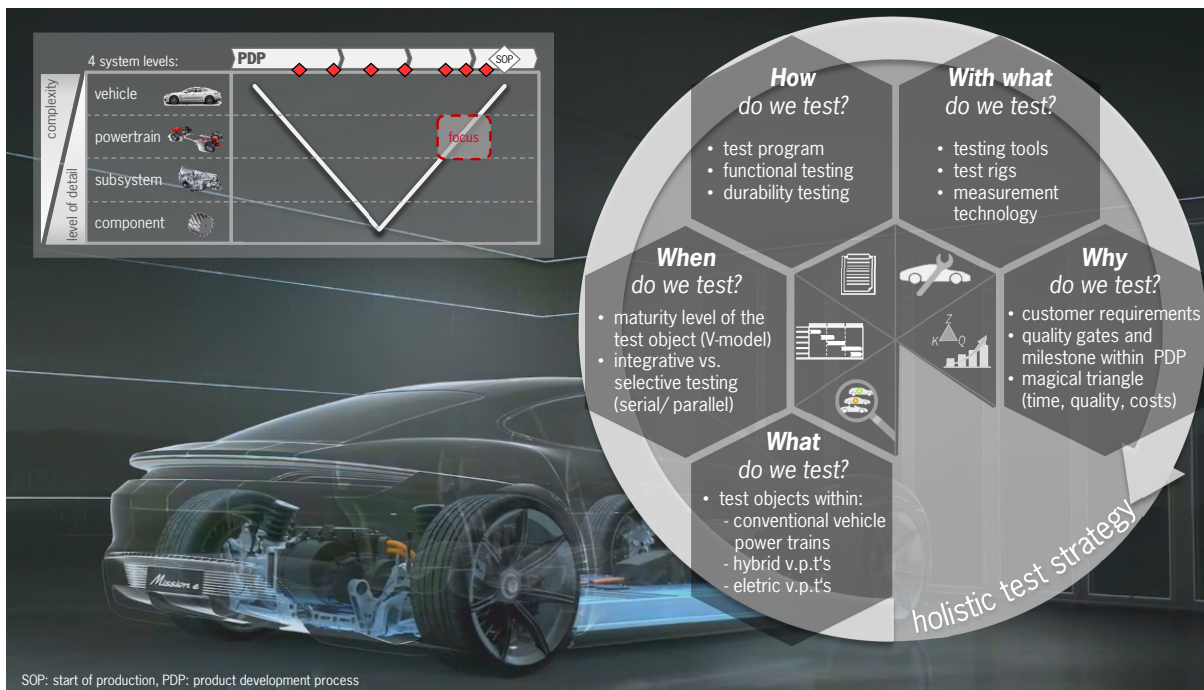 4 system levels:
PDP
SOP
complexity
level of detail
vehicle
powertrain
focus
subsystem
component
How
do we test?
• test program
• functional testing
• durability testing
With what
do we test?
• testing tools
• test rigs
• measurement
technology
When
do we test?
• maturity level of the
test object (V-model)
• integrative vs.
selective testing
(serial/ parallel)
Why
do we test?
• customer requirements
• quality gates and
milestone within PDP
• magical triangle
(time, quality, costs)
Z
K
Q
What
do we test?
• test objects within:
- conventional vehicle
power trains
- hybrid v.p.t's
- eletric v.p.t's
holistic test strategy
Mission e
SOP: start of production, PDP: product development process